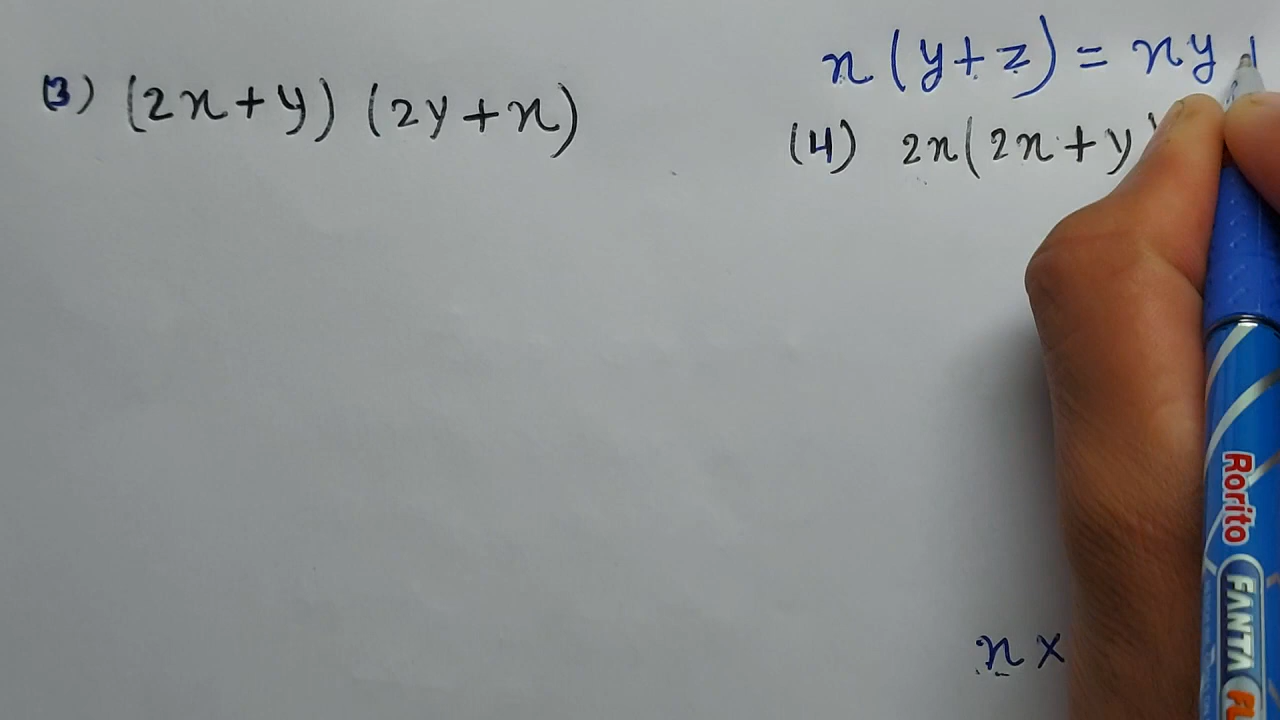 x(y+z) = xy +
(3) (2x+y) (2y+x)
(4) 2x(2x+y)
x ×
Rorito
FANTA